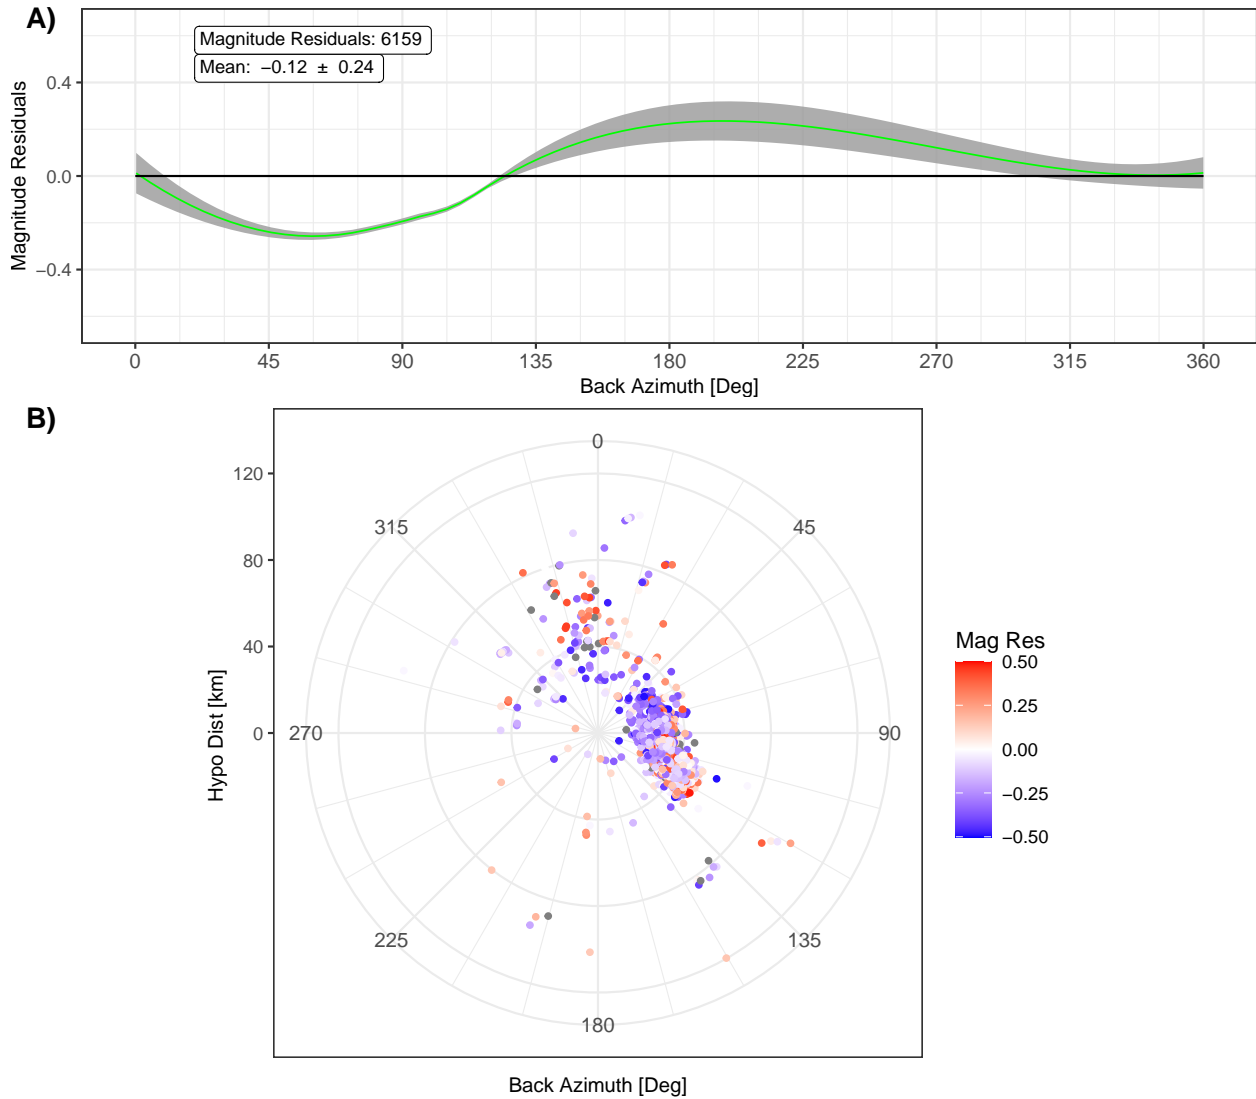 A)
Magnitude Residuals: 6159
Mean: −0.12 ± 0.24
Magnitude Residuals
0.4
0.0
−0.4
0 45 90 135 180 225 270 315 360
Back Azimuth [Deg]
B)
Hypo Dist [km]
120
80
40
0
0
45
90
135
180
225
270
315
Back Azimuth [Deg]
Mag Res
0.50
0.25
0.00
−0.25
−0.50